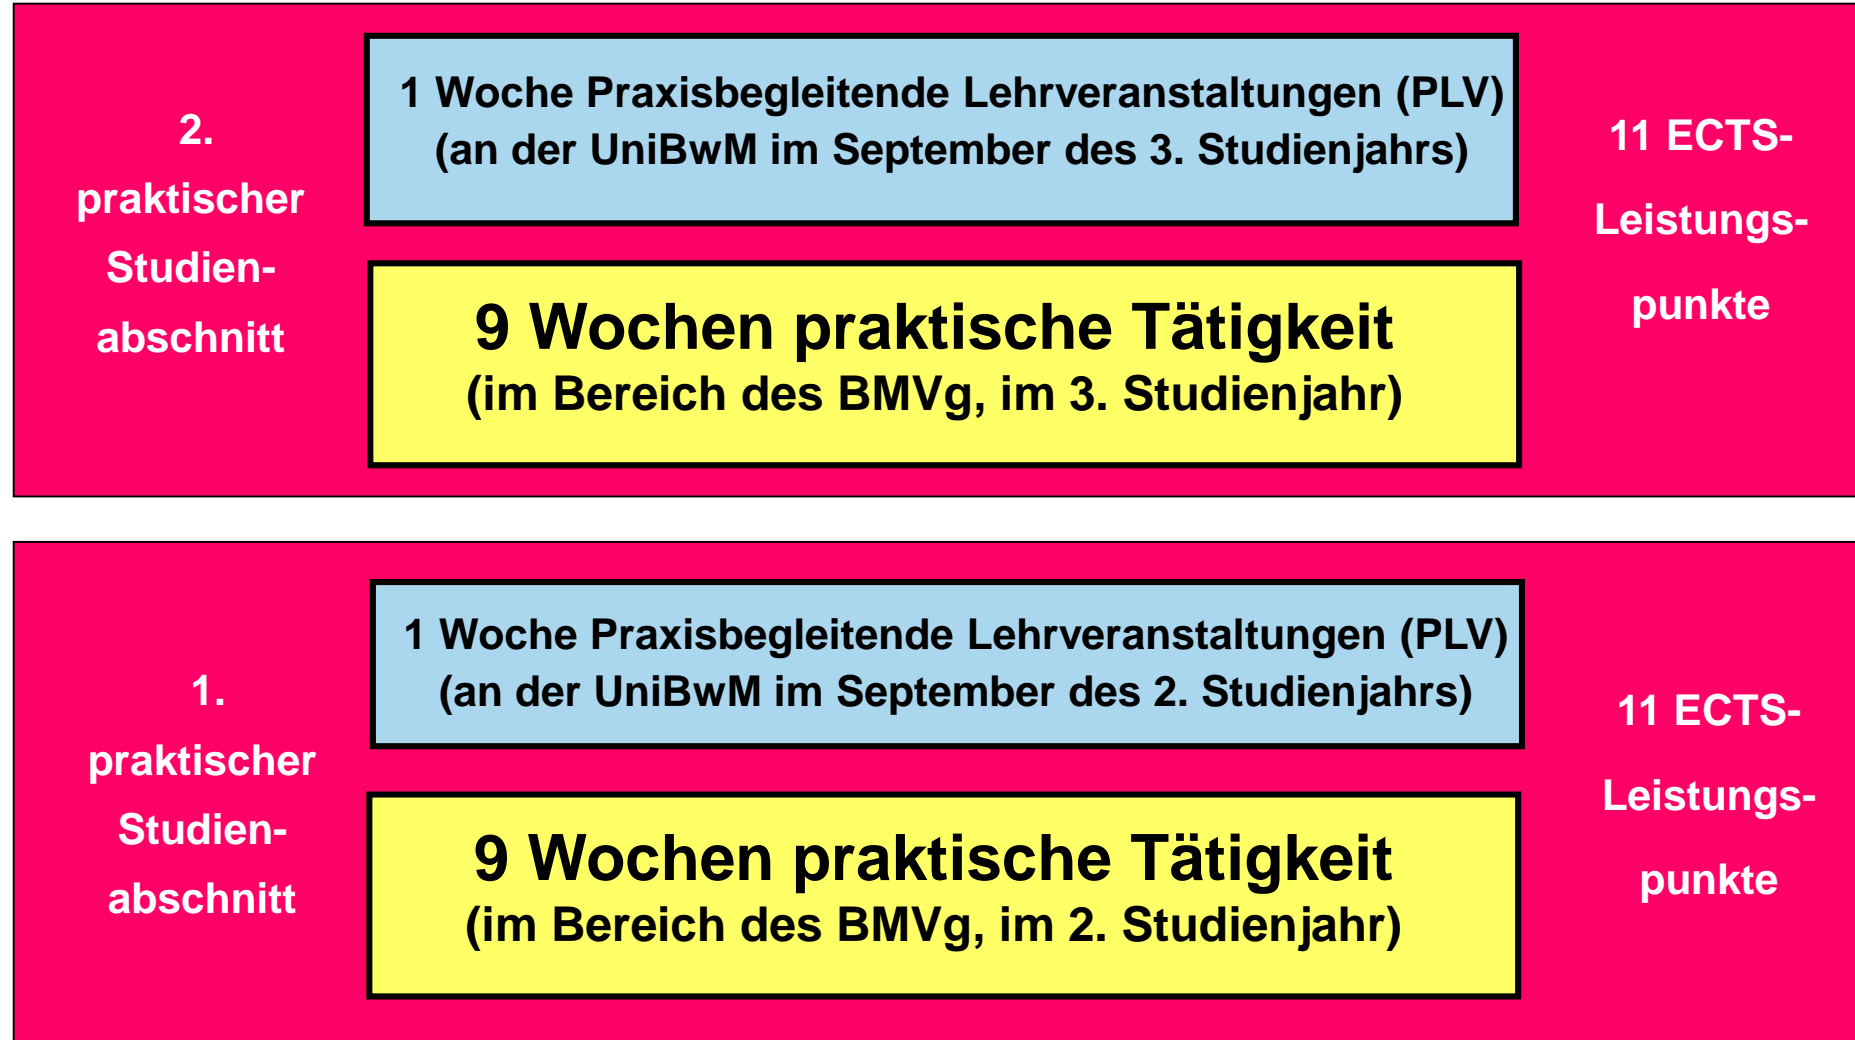 2.
praktischer
Studien-
abschnitt
1 Woche Praxisbegleitende Lehrveranstaltungen (PLV)
(an der UniBwM im September des 3. Studienjahrs)
9 Wochen praktische Tätigkeit
(im Bereich des BMVg, im 3. Studienjahr)
11 ECTS-
Leistungs-
punkte
1.
praktischer
Studien-
abschnitt
1 Woche Praxisbegleitende Lehrveranstaltungen (PLV)
(an der UniBwM im September des 2. Studienjahrs)
9 Wochen praktische Tätigkeit
(im Bereich des BMVg, im 2. Studienjahr)
11 ECTS-
Leistungs-
punkte